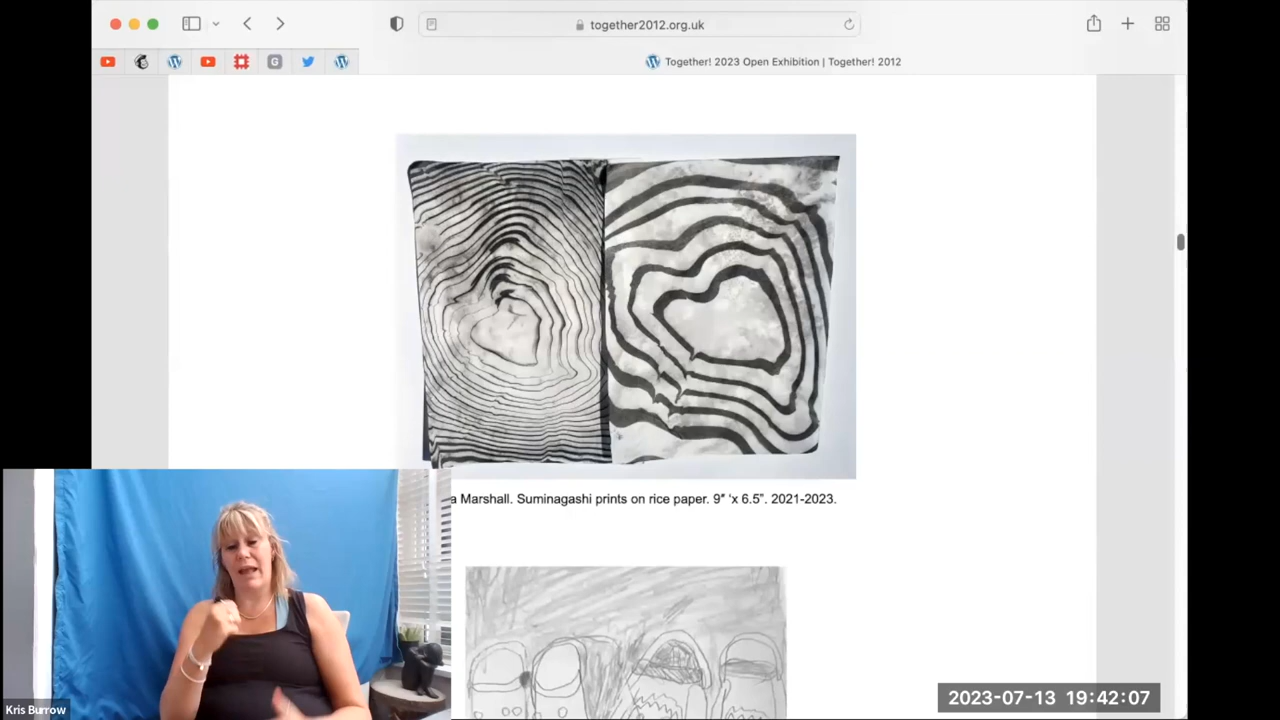 together2012.org.uk
Together! 2023 Open Exhibition | Together! 2012
a Marshall. Suminagashi prints on rice paper. 9″ ‘x 6.5”. 2021-2023.
Kris Burrow
2023-07-13 19:42:07